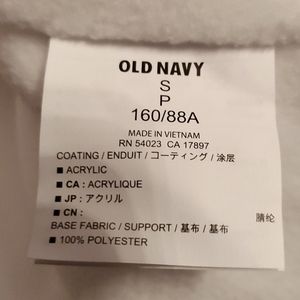 OLD NAVY
S
P
160/88A
MADE IN VIETNAM
RN 54023 CA 17897
COATING / ENDUIT / コーティング / 涂层
■ ACRYLIC
■ CA : ACRYLIQUE
■ JP : アクリル
■ CN : 腈纶
BASE FABRIC / SUPPORT / 基布 / 基布
■ 100% POLYESTER